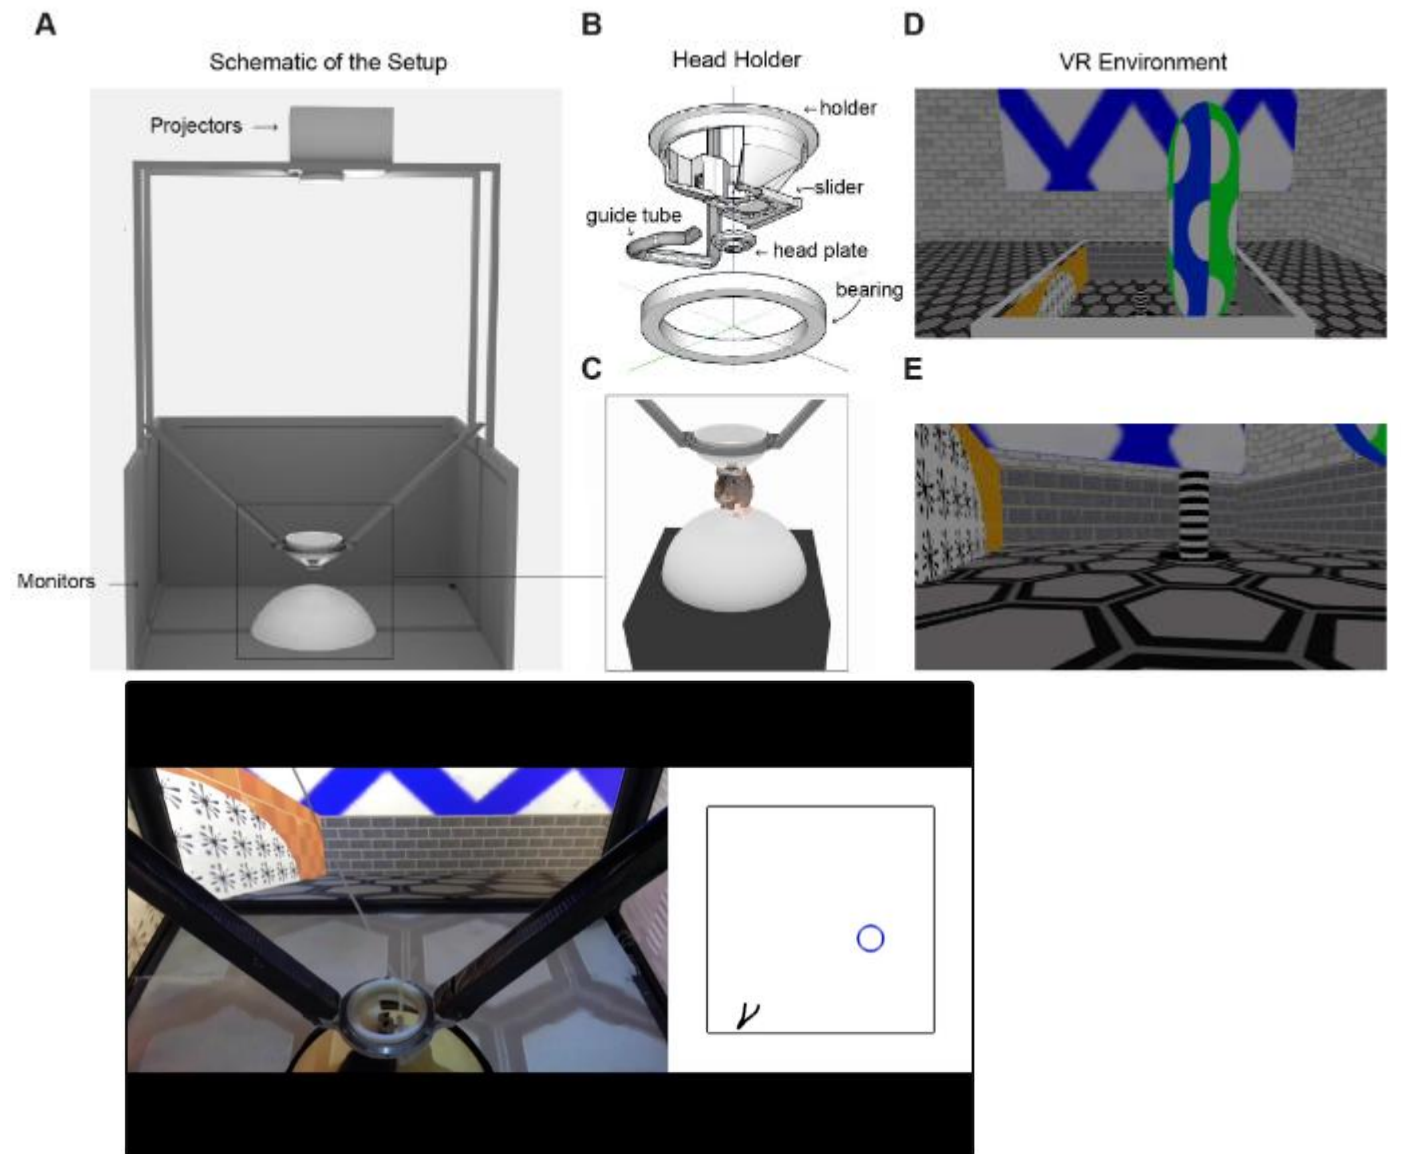 A
Schematic of the Setup
Projectors
Monitors
B
Head Holder
holder
slider
guide tube
head plate
bearing
C
D
VR Environment
E